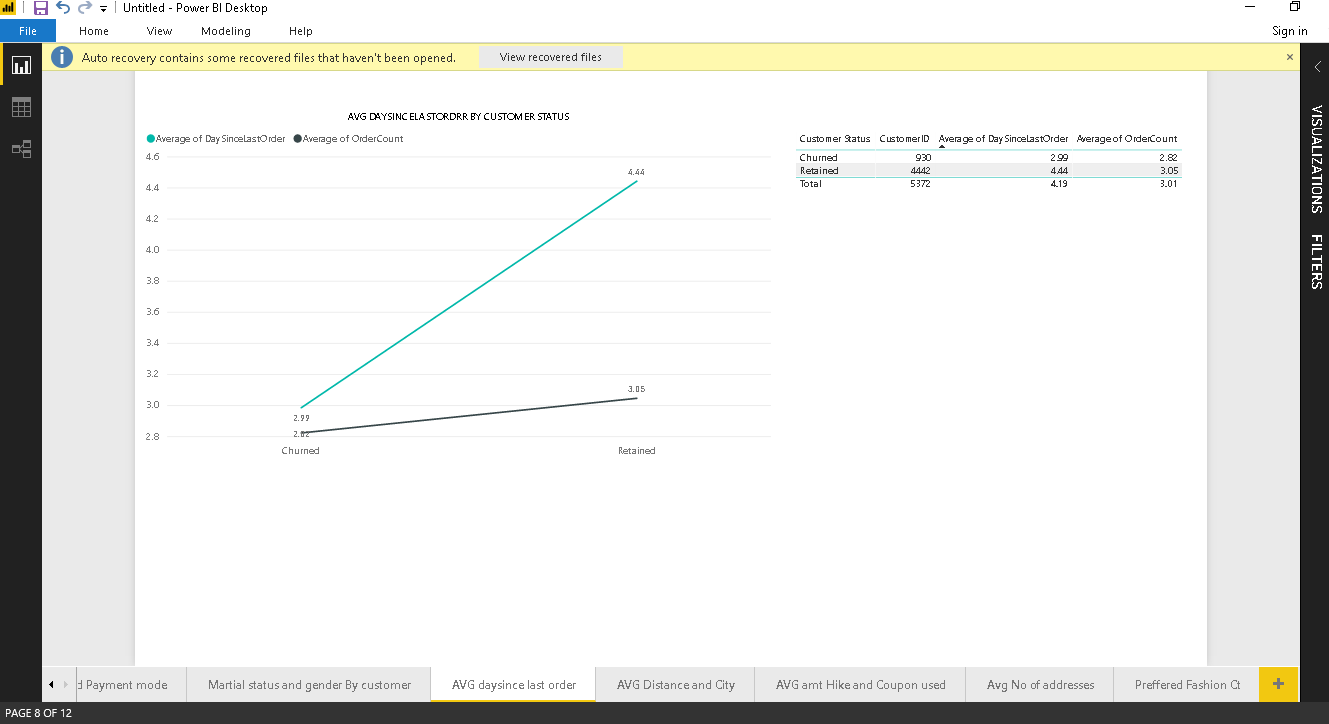 Untitled - Power BI Desktop
File Home View Modeling Help Sign in
Auto recovery contains some recovered files that haven't been opened. View recovered files
AVG DAYSINCELASTORDRR BY CUSTOMER STATUS
Average of DaySinceLastOrder Average of OrderCount
4.6
4.4
4.2
4.0
3.8
3.6
3.4
3.2
3.0
2.8
4.44
3.05
2.99
2.82
Churned Retained
Customer Status CustomerID Average of DaySinceLastOrder Average of OrderCount
Churned 930 2.99 2.82
Retained 4442 4.44 3.05
Total 5372 4.19 3.01
VISUALIZATIONS
FILTERS
d Payment mode Martial status and gender By customer AVG daysince last order AVG Distance and City AVG amt Hike and Coupon used Avg No of addresses Preffered Fashion Ct
PAGE 8 OF 12